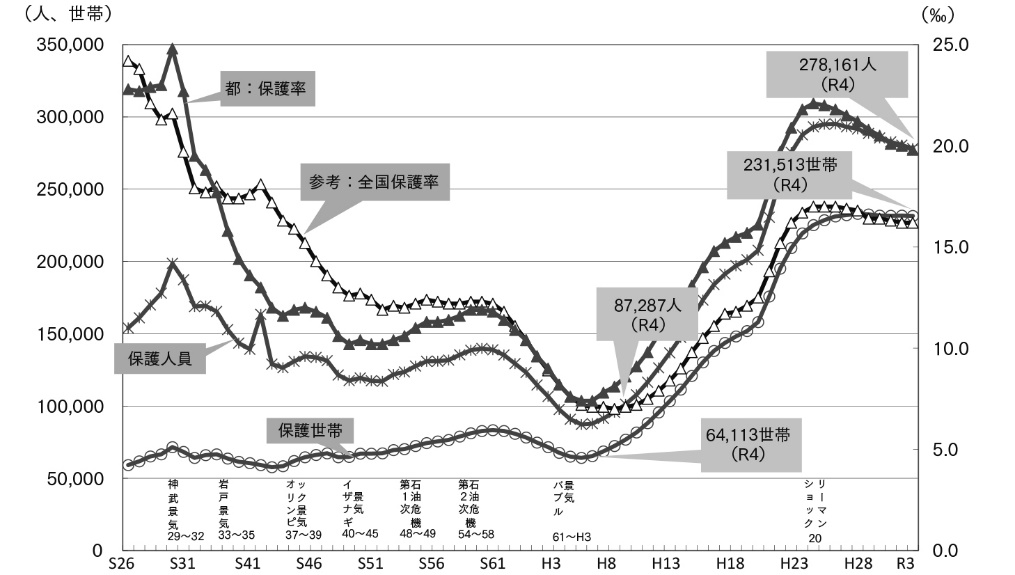 （人、世帯）
（‰）
350,000
300,000
250,000
200,000
150,000
100,000
50,000
0
25.0
20.0
15.0
10.0
5.0
0.0
都：保護率
参考：全国保護率
保護人員
保護世帯
278,161人
（R4）
231,513世帯
（R4）
87,287人
（R4）
64,113世帯
（R4）
神武景気
29～32
岩戸景気
33～35
オリンピ
ック景気
37～39
イザナギ
景気
40～45
第1次
石油危機
48～49
第2次
石油危機
54～58
バブル
景気
61～H3
リーマン
ショック
20
S26 S31 S41 S46 S51 S56 S61 H3 H8 H13 H18 H23 H28 R3